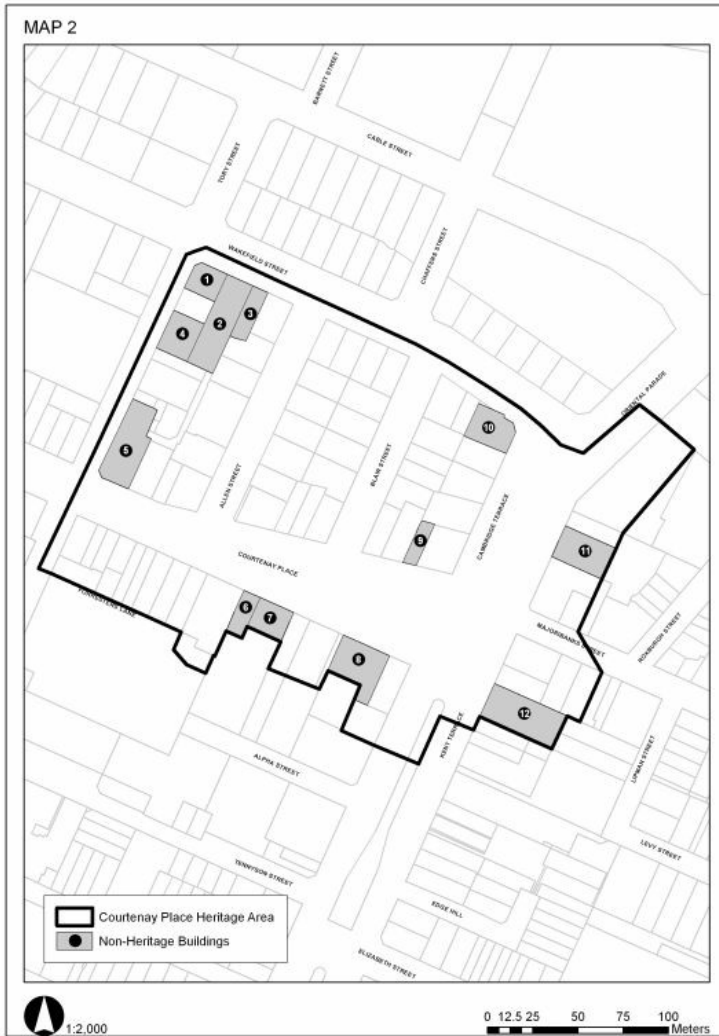 MAP 2
BARNETT STREET
CABLE STREET
TORY STREET
WAKEFIELD STREET
CHAFFERS STREET
ORIENTAL PARADE
1
2
3
4
5
10
BLAIR STREET
ALLEN STREET
CAMBRIDGE TERRACE
9
11
COURTENAY PLACE
FORRESTERS LANE
6
7
8
MAJORIBANKS STREET
ROXBURGH STREET
12
KENT TERRACE
ALPHA STREET
LIPMAN STREET
LEVY STREET
TENNYSON STREET
EDGE HILL
ELIZABETH STREET
Courtenay Place Heritage Area
Non-Heritage Buildings
1:2,000
0 12.5 25 50 75 100
Meters